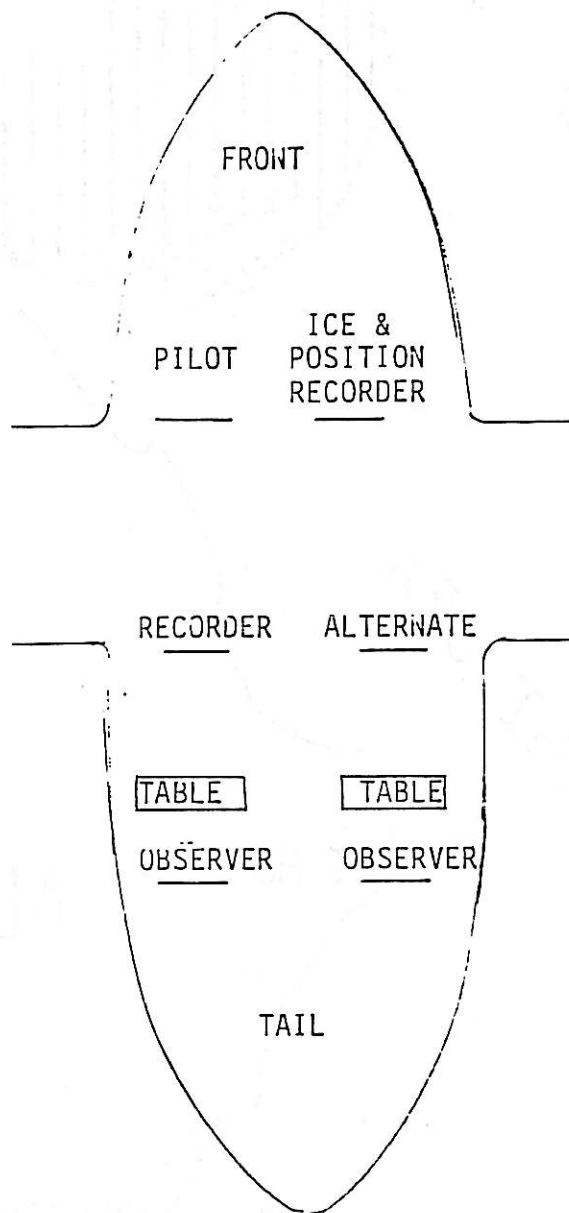 FRONT
PILOT
ICE &
POSITION
RECORDER
RECORDER ALTERNATE
TABLE TABLE
OBSERVER OBSERVER
TAIL